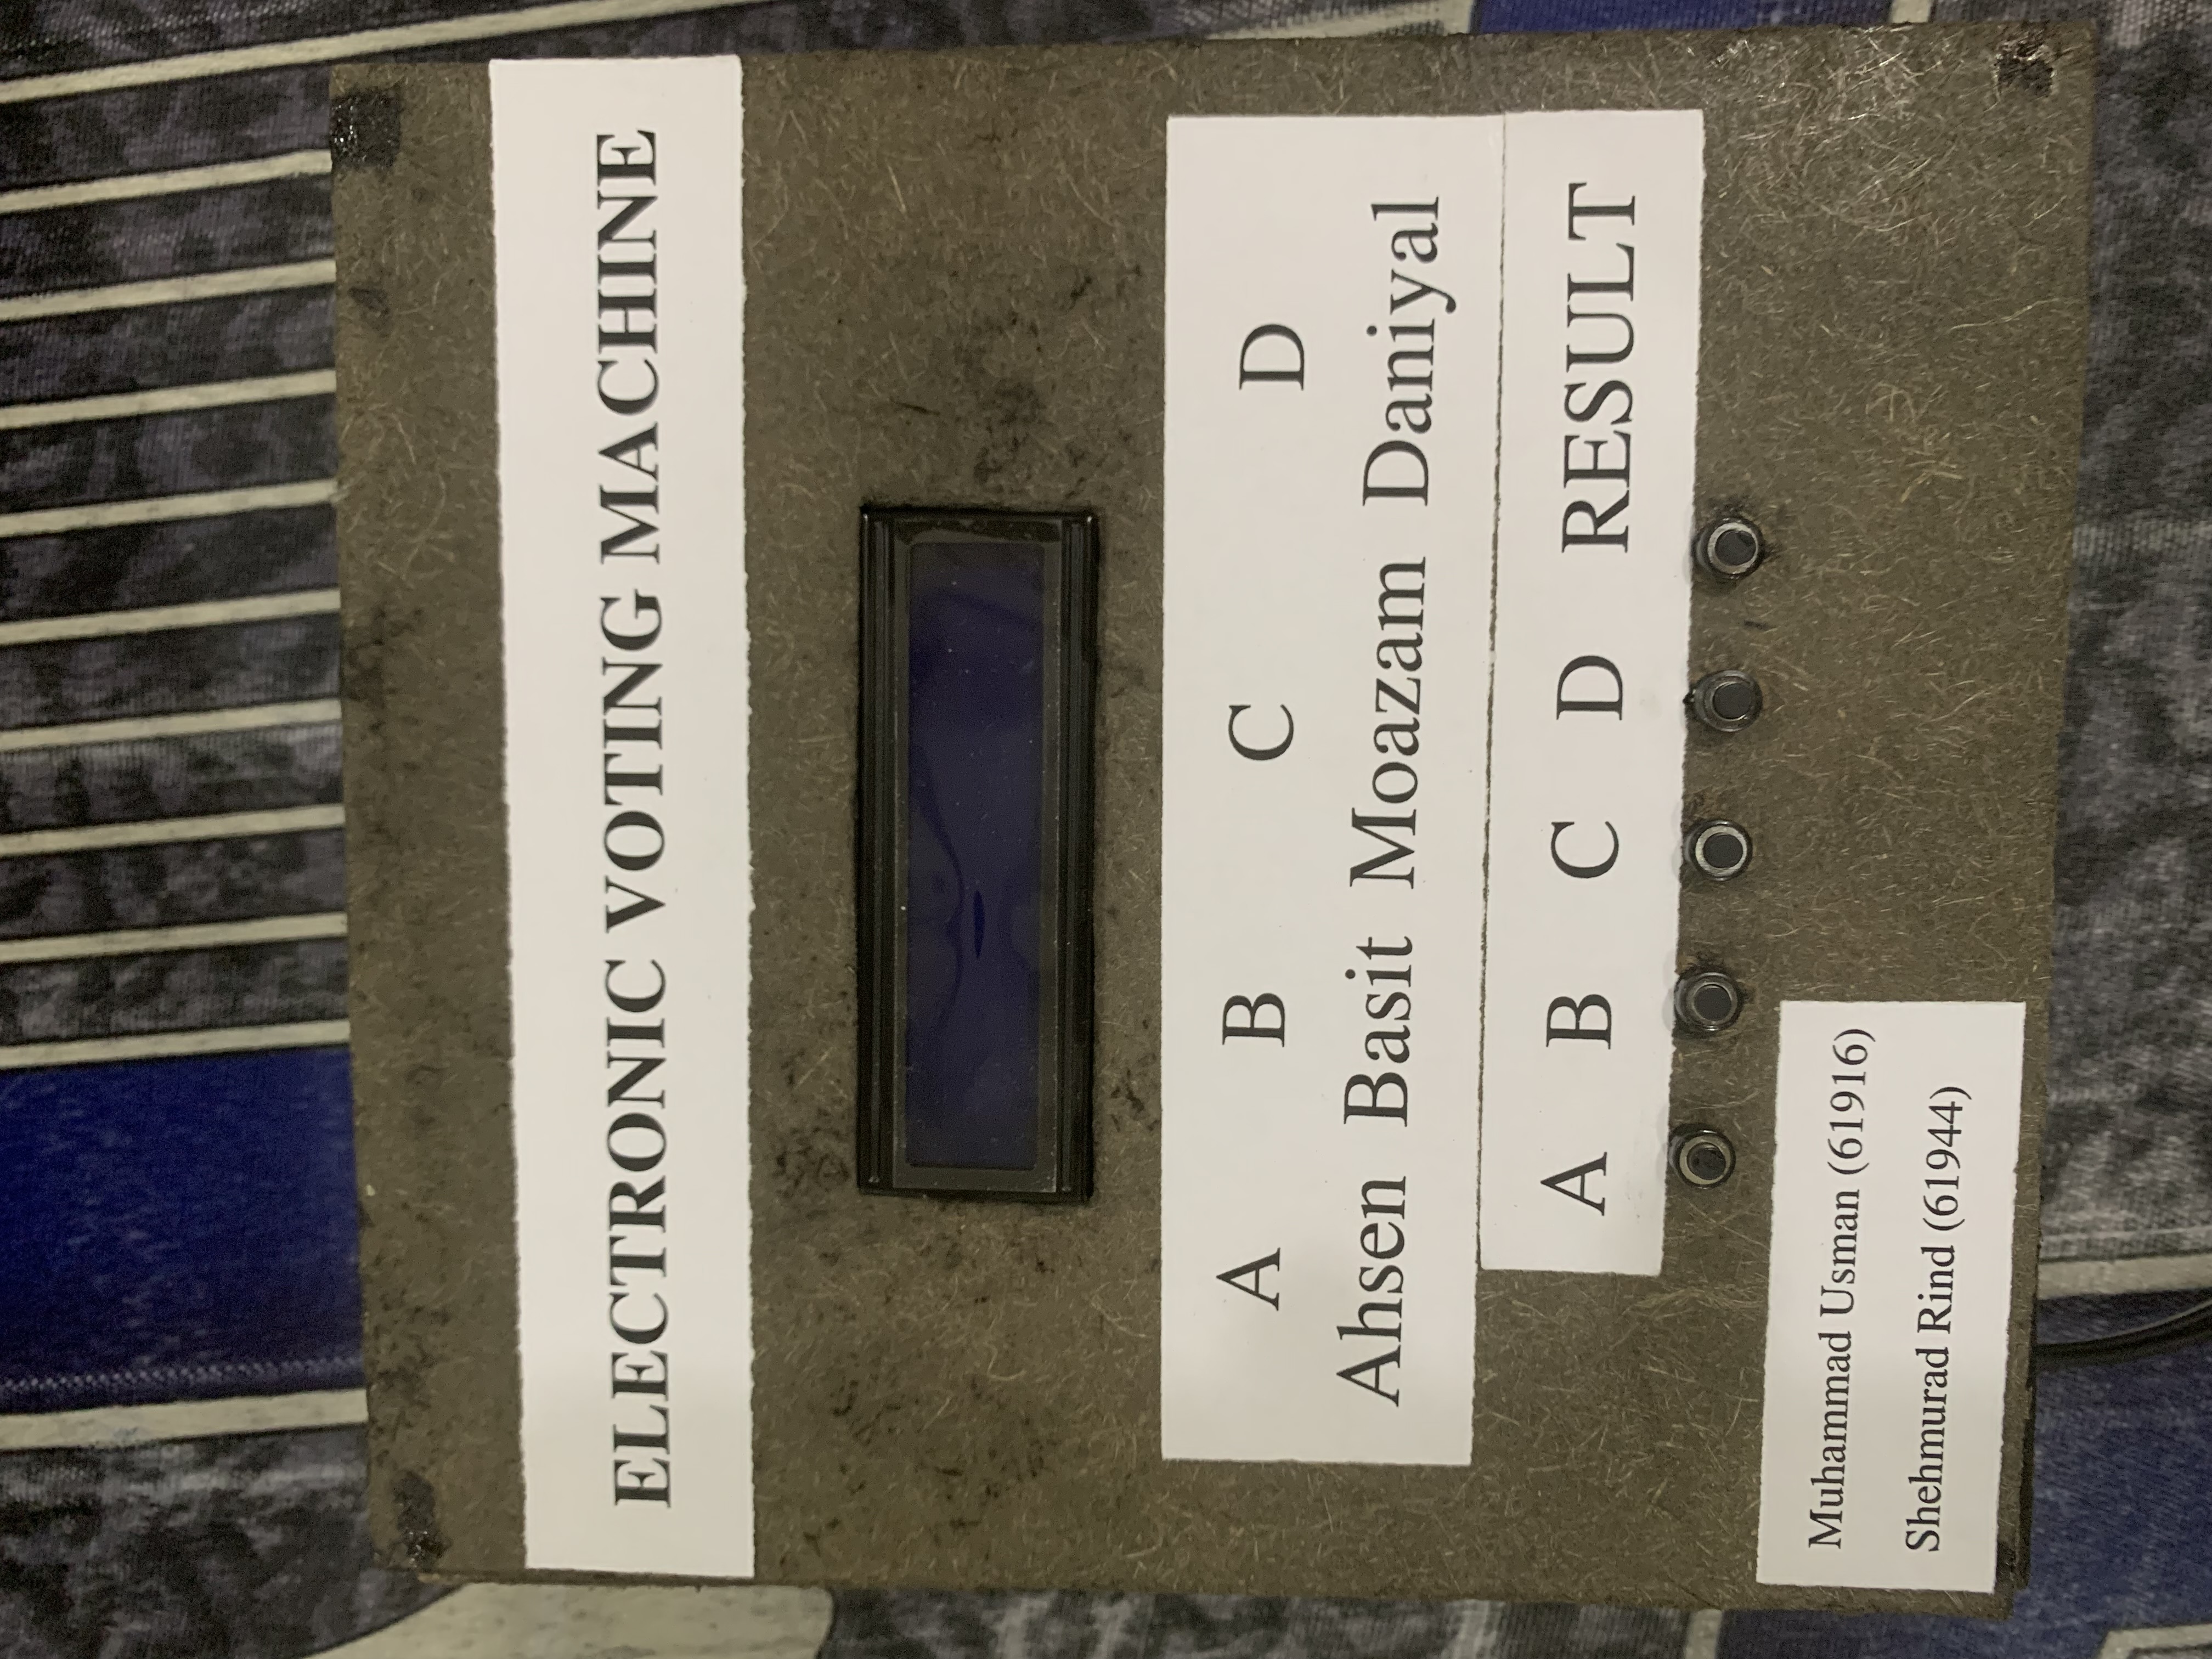 ELECTRONIC VOTING MACHINE
A B C D
Ahsen Basit Moazam Daniyal
A B C D RESULT
Muhammad Usman (61916)
Shehmurad Rind (61944)